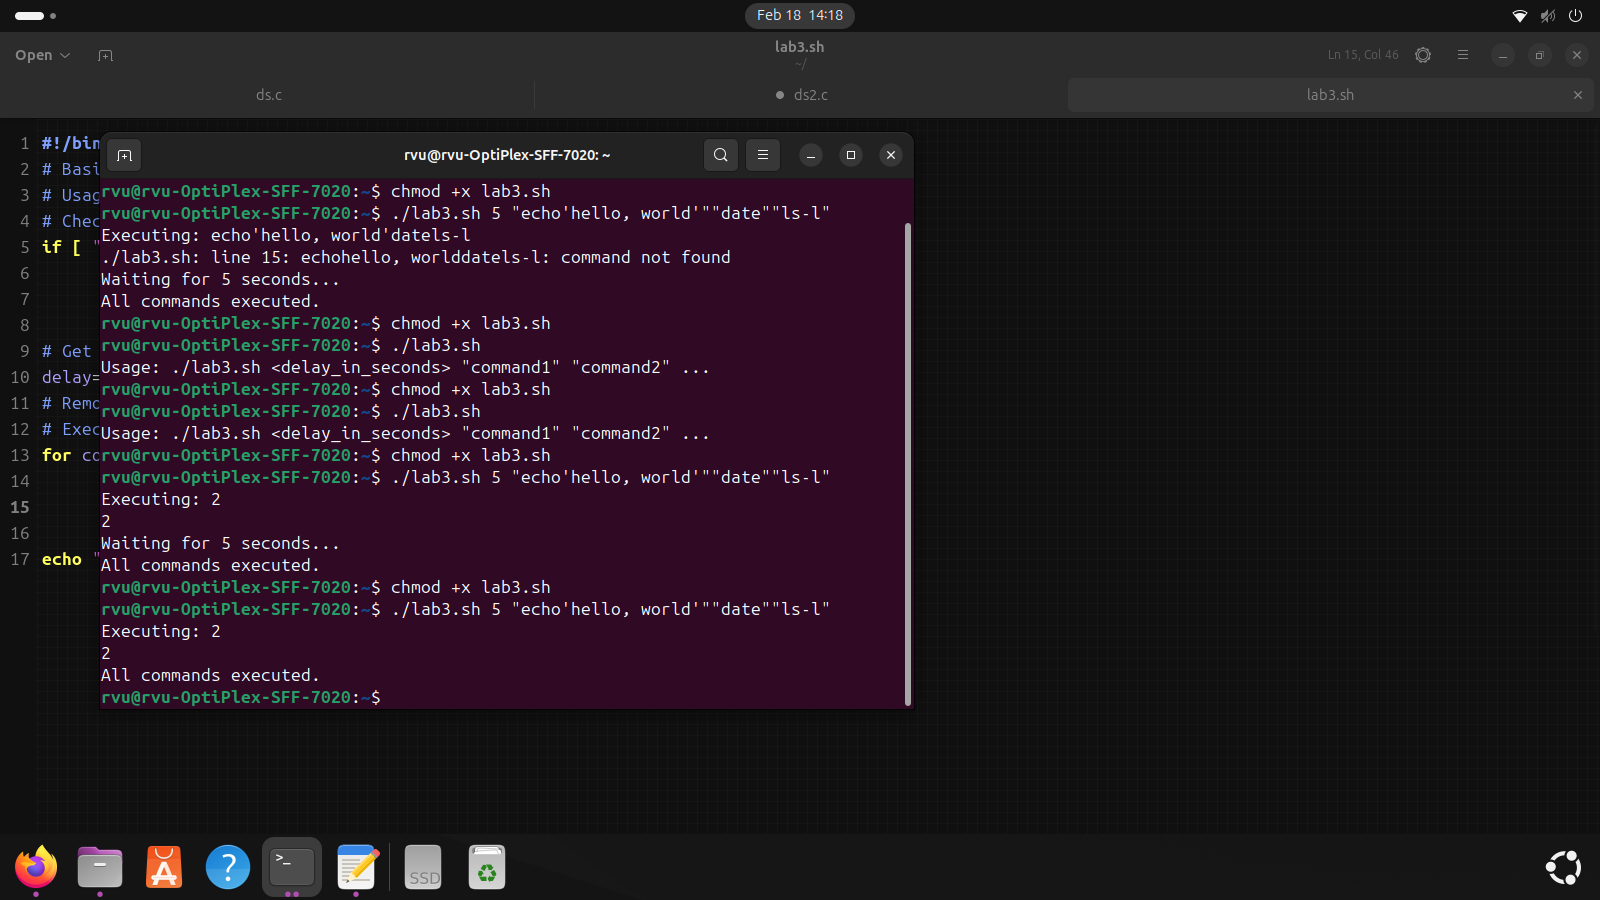 Feb 18 14:18
Open
lab3.sh
~/
Ln 15, Col 46
ds.c
ds2.c
lab3.sh
1 #!/bin
2 # Basi
3 # Usag
4 # Chec
5 if [ "
6
7
8
9 # Get
10 delay=
11 # Remo
12 # Exec
13 for co
14
15
16
17 echo "
rvu@rvu-OptiPlex-SFF-7020: ~
rvu@rvu-OptiPlex-SFF-7020:~$ chmod +x lab3.sh
rvu@rvu-OptiPlex-SFF-7020:~$ ./lab3.sh 5 "echo'hello, world'""date""ls-l"
Executing: echo'hello, world'datels-l
./lab3.sh: line 15: echohello, worlddatels-l: command not found
Waiting for 5 seconds...
All commands executed.
rvu@rvu-OptiPlex-SFF-7020:~$ chmod +x lab3.sh
rvu@rvu-OptiPlex-SFF-7020:~$ ./lab3.sh
Usage: ./lab3.sh <delay_in_seconds> "command1" "command2" ...
rvu@rvu-OptiPlex-SFF-7020:~$ chmod +x lab3.sh
rvu@rvu-OptiPlex-SFF-7020:~$ ./lab3.sh
Usage: ./lab3.sh <delay_in_seconds> "command1" "command2" ...
rvu@rvu-OptiPlex-SFF-7020:~$ chmod +x lab3.sh
rvu@rvu-OptiPlex-SFF-7020:~$ ./lab3.sh 5 "echo'hello, world'""date""ls-l"
Executing: 2
2
Waiting for 5 seconds...
All commands executed.
rvu@rvu-OptiPlex-SFF-7020:~$ chmod +x lab3.sh
rvu@rvu-OptiPlex-SFF-7020:~$ ./lab3.sh 5 "echo'hello, world'""date""ls-l"
Executing: 2
2
All commands executed.
rvu@rvu-OptiPlex-SFF-7020:~$
SSD